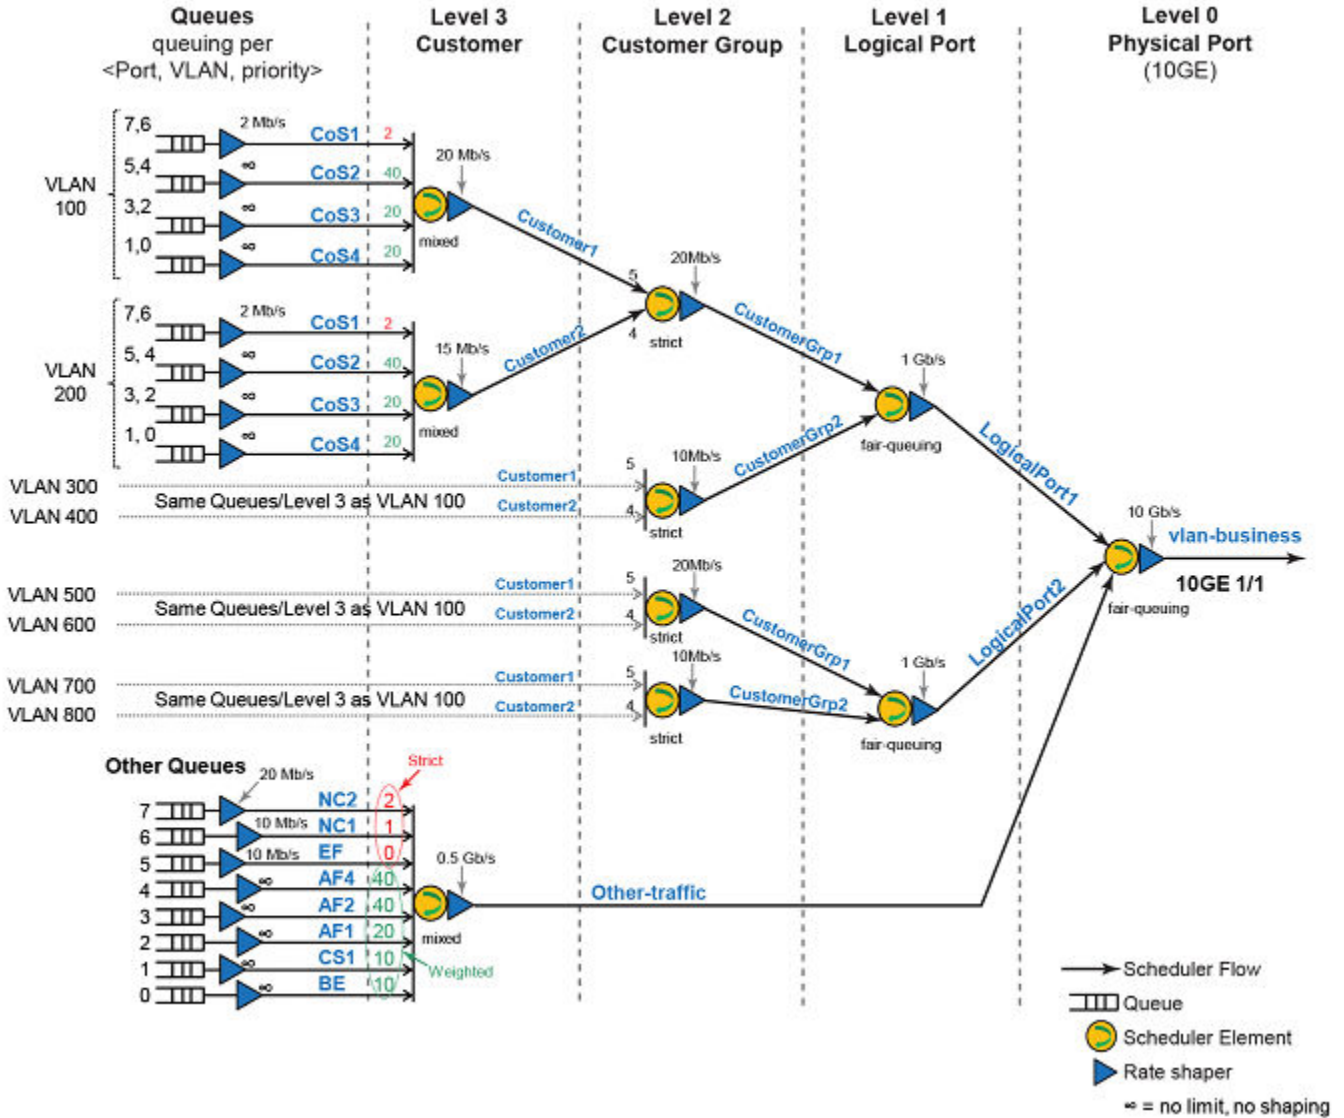 Queues
queuing per
<Port, VLAN, priority>
Level 3
Customer
Level 2
Customer Group
Level 1
Logical Port
Level 0
Physical Port
(10GE)
VLAN
100
7,6
2 Mb/s
CoS1
2
5,4
∞
CoS2
40
3,2
∞
CoS3
20
1,0
∞
CoS4
20
20 Mb/s
mixed
Customer1
VLAN
200
7,6
2 Mb/s
CoS1
2
5, 4
∞
CoS2
40
3, 2
∞
CoS3
20
1, 0
∞
CoS4
20
15 Mb/s
mixed
Customer2
5
4
20Mb/s
strict
CustomerGrp1
VLAN 300
VLAN 400
Same Queues/Level 3 as VLAN 100
Customer1
Customer2
5
4
10Mb/s
strict
CustomerGrp2
1 Gb/s
fair-queuing
LogicalPort1
VLAN 500
VLAN 600
Same Queues/Level 3 as VLAN 100
Customer1
Customer2
5
4
20Mb/s
strict
CustomerGrp1
VLAN 700
VLAN 800
Same Queues/Level 3 as VLAN 100
Customer1
Customer2
5
4
10Mb/s
strict
CustomerGrp2
1 Gb/s
fair-queuing
LogicalPort2
10 Gb/s
vlan-business
10GE 1/1
fair-queuing
Other Queues
Strict
20 Mb/s
7
NC2
2
6
10 Mb/s
NC1
1
5
10 Mb/s
EF
0
4
∞
AF4
40
3
∞
AF2
40
2
∞
AF1
20
1
∞
CS1
10
0
∞
BE
10
Weighted
0.5 Gb/s
mixed
Other-traffic
Scheduler Flow
Queue
Scheduler Element
Rate shaper
∞ = no limit, no shaping